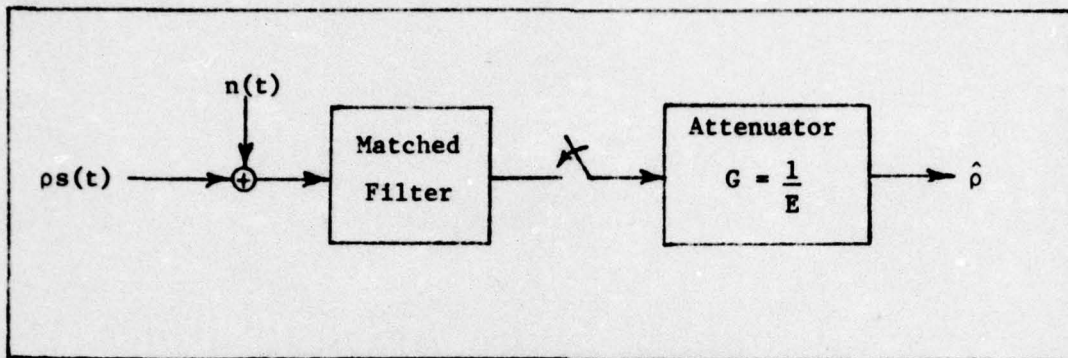 n(t)
ρs(t)
+
Matched
Filter
Attenuator
G = 1/E
ρ̂